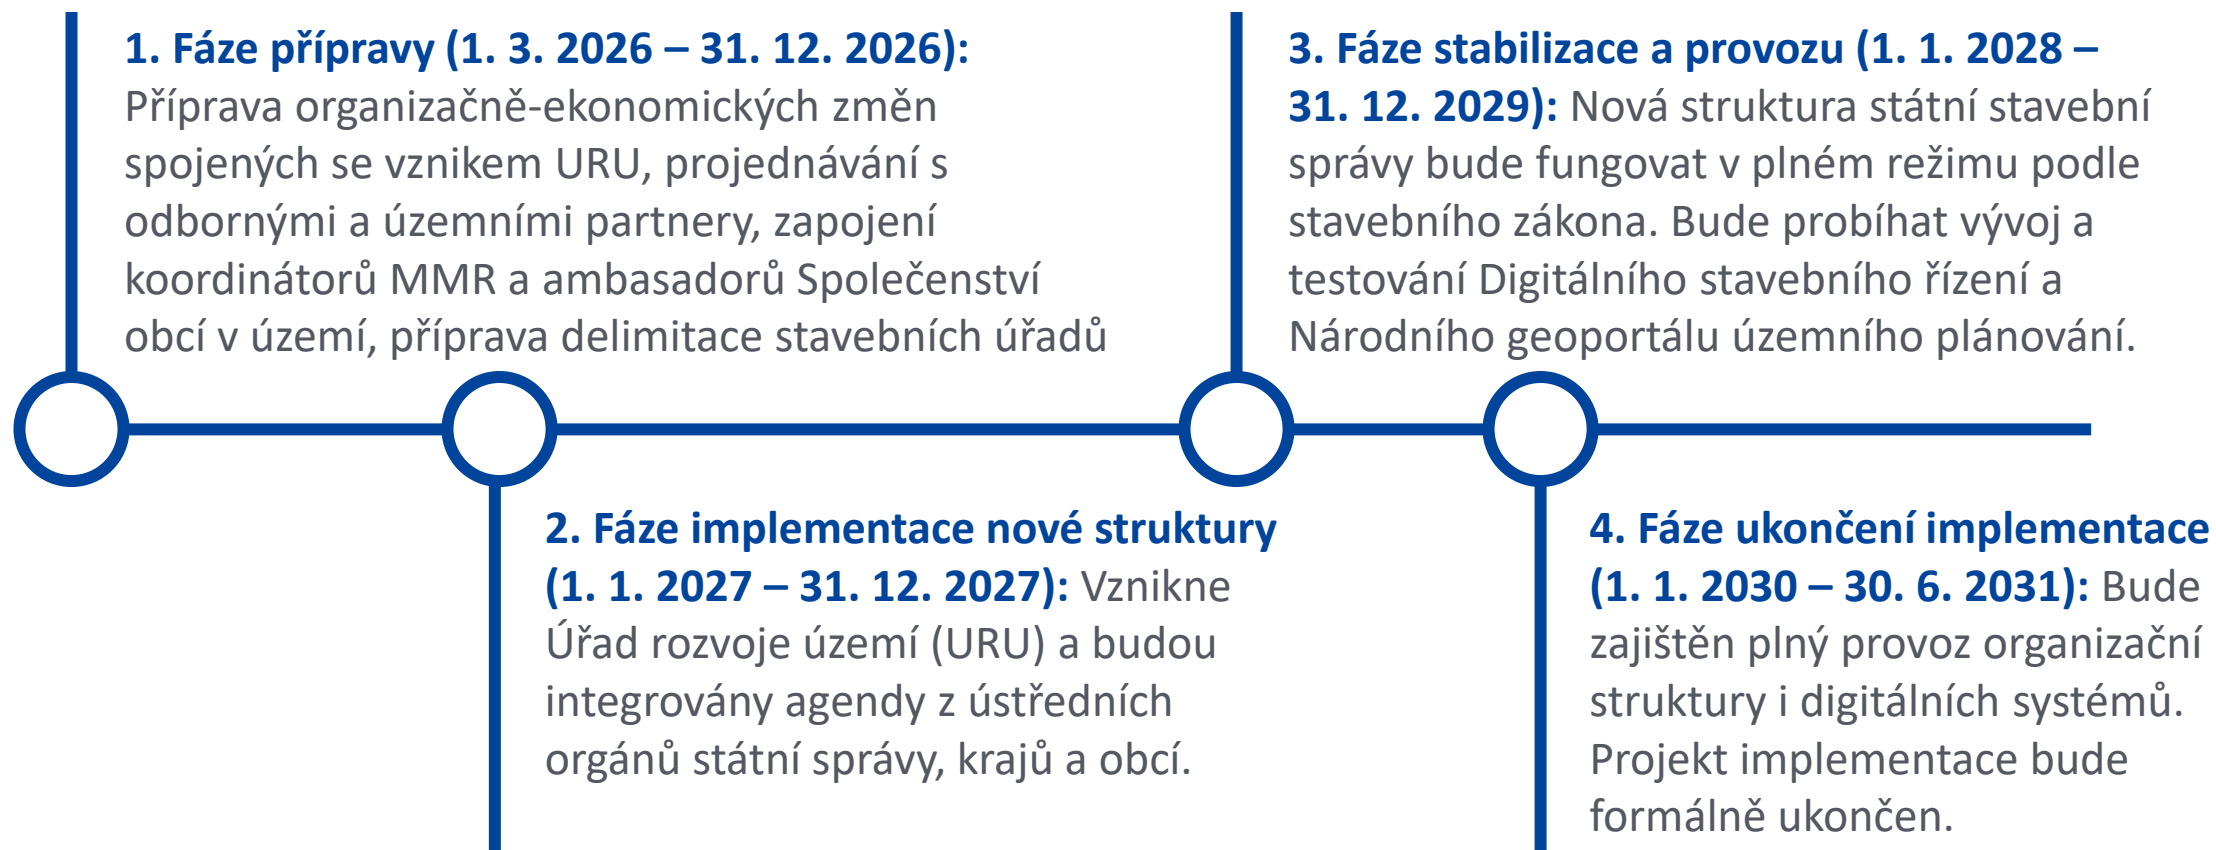 1. Fáze přípravy (1. 3. 2026 – 31. 12. 2026):
Příprava organizačně-ekonomických změn
spojených se vznikem URU, projednávání s
odbornými a územními partnery, zapojení
koordinátorů MMR a ambasadorů Společenství
obcí v území, příprava delimitace stavebních úřadů
2. Fáze implementace nové struktury
(1. 1. 2027 – 31. 12. 2027): Vznikne
Úřad rozvoje území (URU) a budou
integrovány agendy z ústředních
orgánů státní správy, krajů a obcí.
3. Fáze stabilizace a provozu (1. 1. 2028 –
31. 12. 2029): Nová struktura státní stavební
správy bude fungovat v plném režimu podle
stavebního zákona. Bude probíhat vývoj a
testování Digitálního stavebního řízení a
Národního geoportálu územního plánování.
4. Fáze ukončení implementace
(1. 1. 2030 – 30. 6. 2031): Bude
zajištěn plný provoz organizační
struktury i digitálních systémů.
Projekt implementace bude
formálně ukončen.